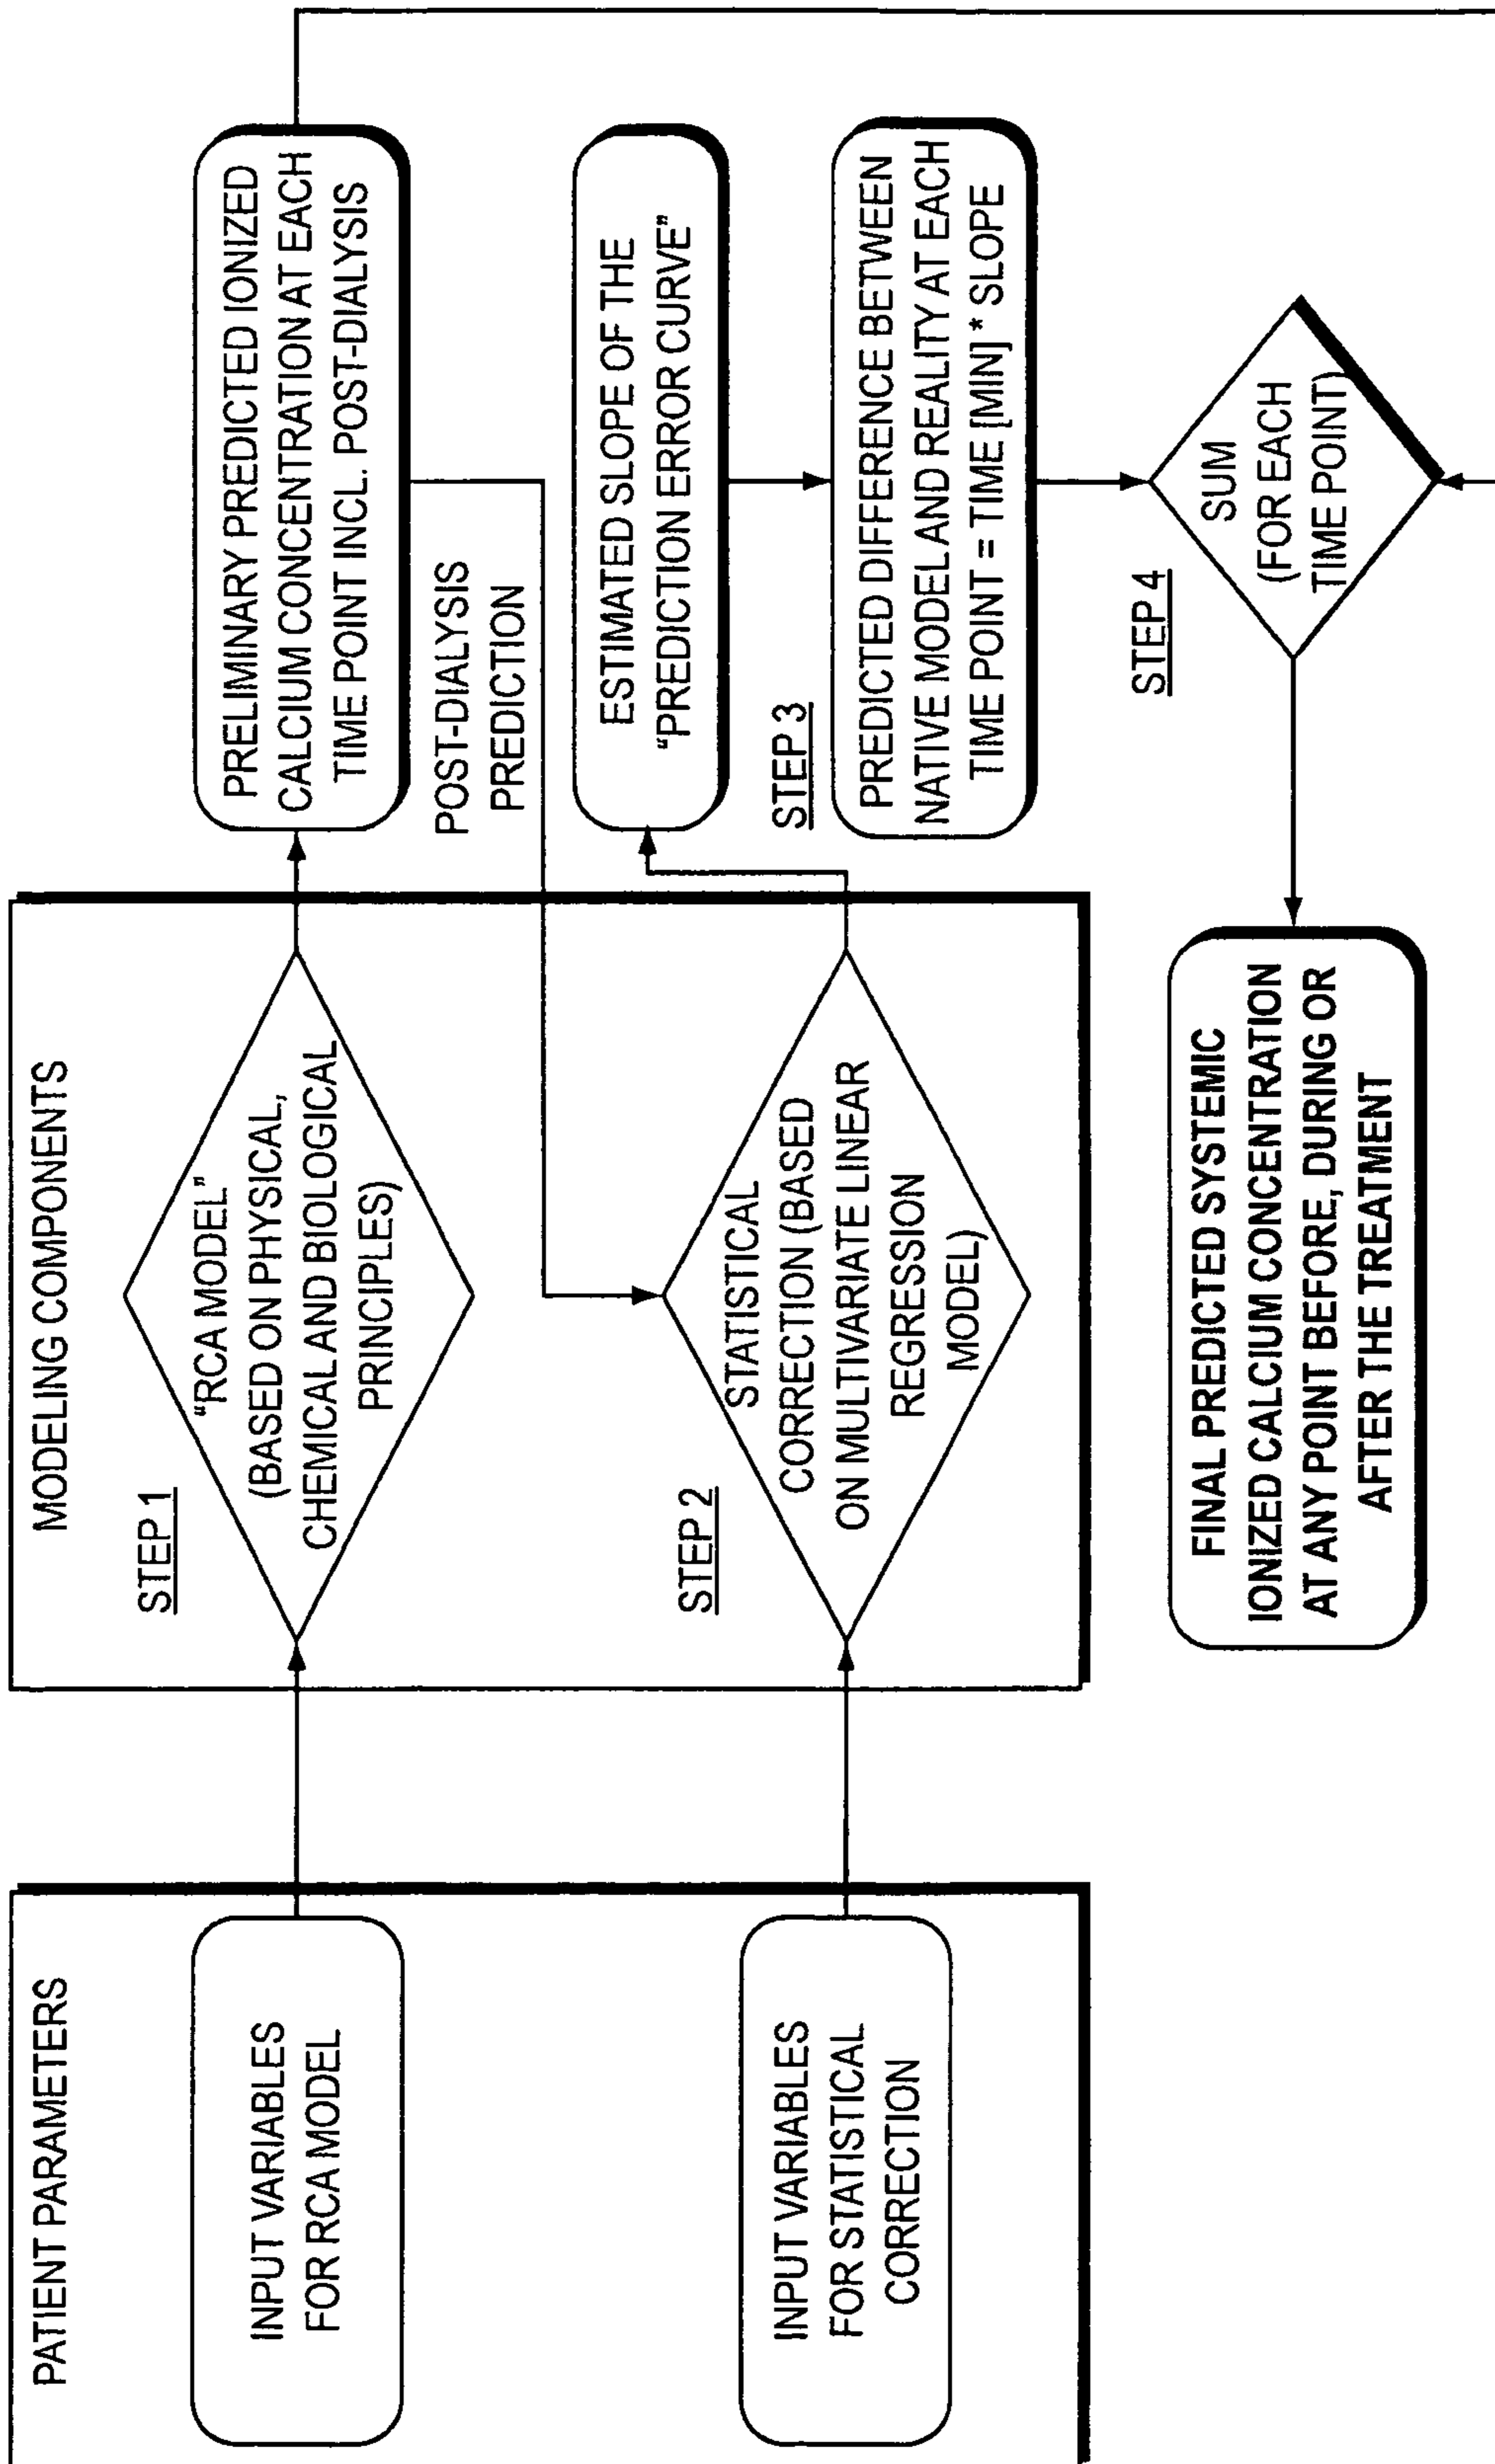 PATIENT PARAMETERS
INPUT VARIABLES
FOR RCA MODEL
INPUT VARIABLES
FOR STATISTICAL
CORRECTION
MODELING COMPONENTS
STEP 1
“RCA MODEL”
(BASED ON PHYSICAL,
CHEMICAL AND BIOLOGICAL
PRINCIPLES)
STEP 2
STATISTICAL
CORRECTION (BASED
ON MULTIVARIATE LINEAR
REGRESSION
MODEL)
PRELIMINARY PREDICTED IONIZED
CALCIUM CONCENTRATION AT EACH
TIME POINT INCL. POST-DIALYSIS
POST-DIALYSIS
PREDICTION
ESTIMATED SLOPE OF THE
“PREDICTION ERROR CURVE”
STEP 3
PREDICTED DIFFERENCE BETWEEN
NATIVE MODEL AND REALITY AT EACH
TIME POINT = TIME [MIN] * SLOPE
STEP 4
SUM
(FOR EACH
TIME POINT)
FINAL PREDICTED SYSTEMIC
IONIZED CALCIUM CONCENTRATION
AT ANY POINT BEFORE, DURING OR
AFTER THE TREATMENT